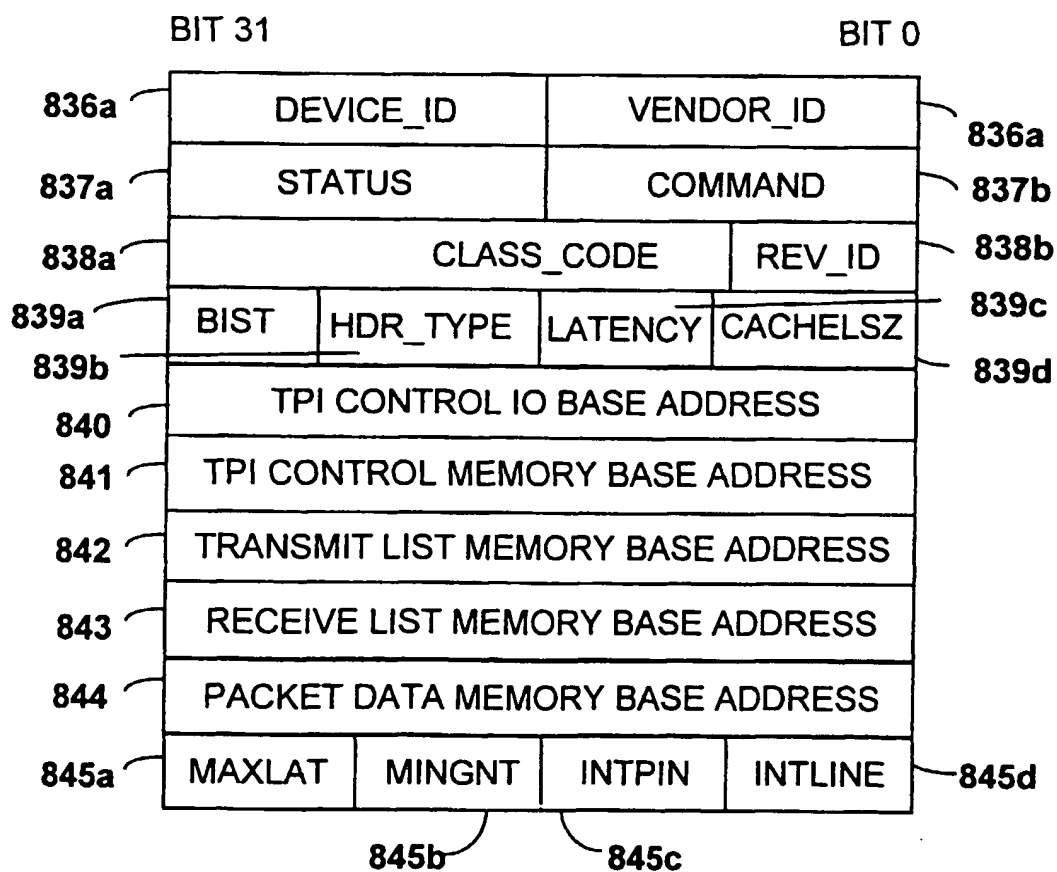 BIT 31 BIT 0
836a DEVICE_ID VENDOR_ID 836a
837a STATUS COMMAND 837b
838a CLASS_CODE REV_ID 838b
839a BIST HDR_TYPE LATENCY CACHELSZ 839c
839b 839d
840 TPI CONTROL IO BASE ADDRESS
841 TPI CONTROL MEMORY BASE ADDRESS
842 TRANSMIT LIST MEMORY BASE ADDRESS
843 RECEIVE LIST MEMORY BASE ADDRESS
844 PACKET DATA MEMORY BASE ADDRESS
845a MAXLAT MINGNT INTPIN INTLINE 845d
845b 845c